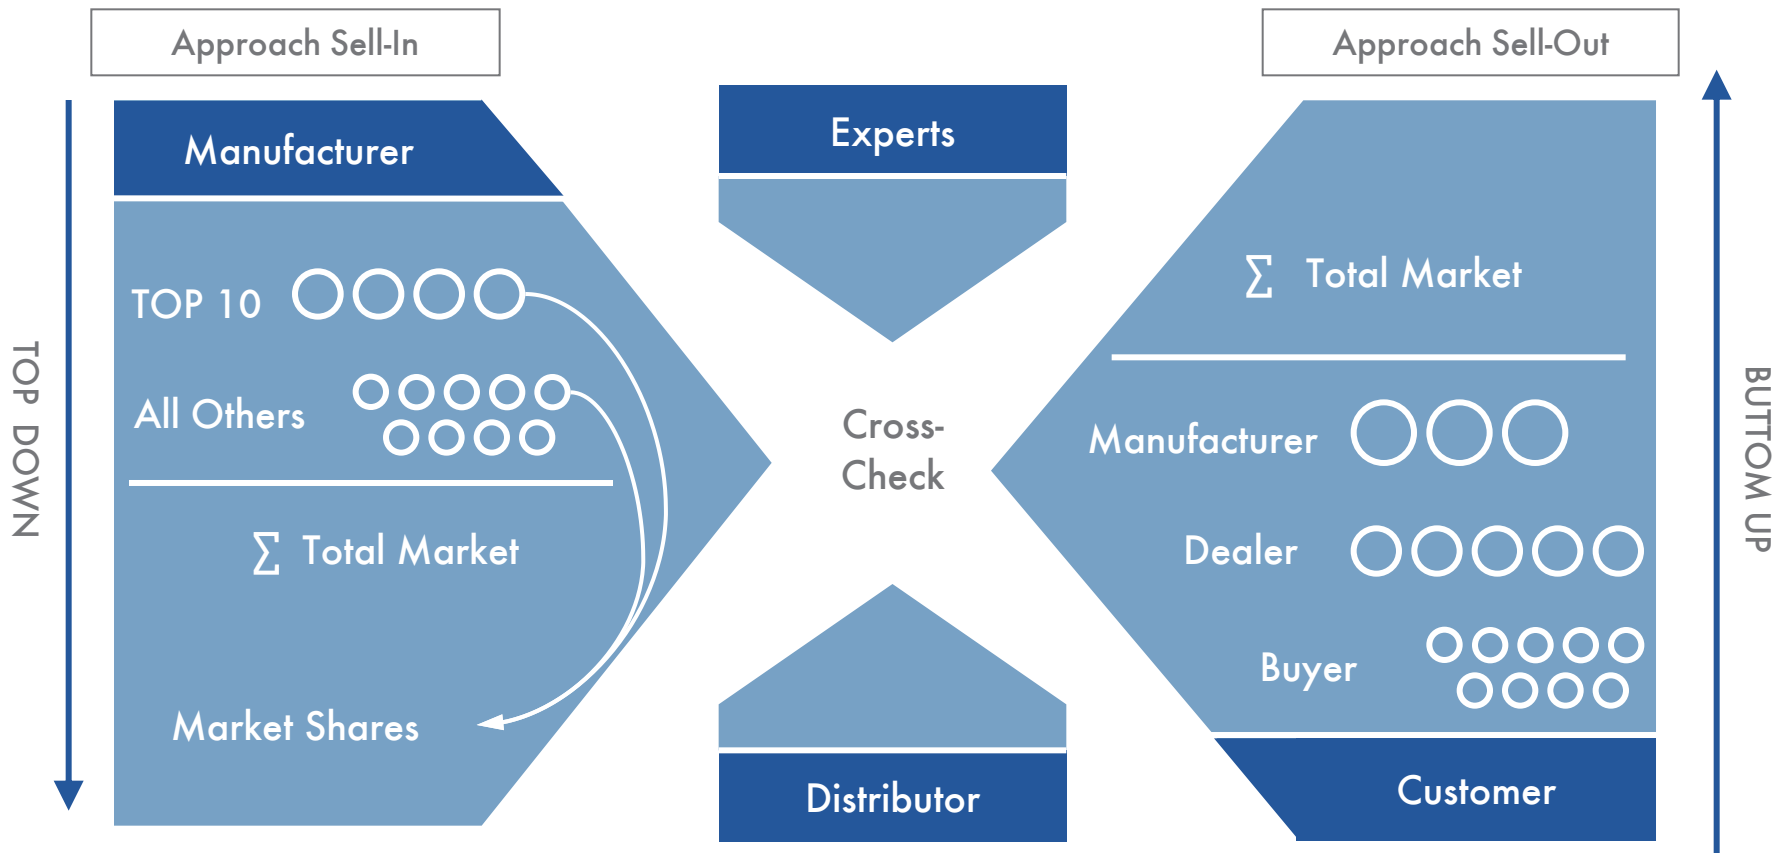 Approach Sell-In
Manufacturer
TOP 10
All Others
∑ Total Market
Market Shares
TOP DOWN
Experts
Cross-
Check
Distributor
Approach Sell-Out
∑ Total Market
Manufacturer
Dealer
Buyer
Customer
BUTTOM UP